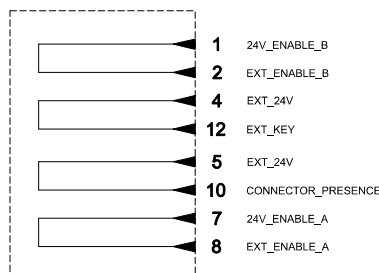 1 24V_ENABLE_B
2 EXT_ENABLE_B
4 EXT_24V
12 EXT_KEY
5 EXT_24V
10 CONNECTOR_PRESENCE
7 24V_ENABLE_A
8 EXT_ENABLE_A